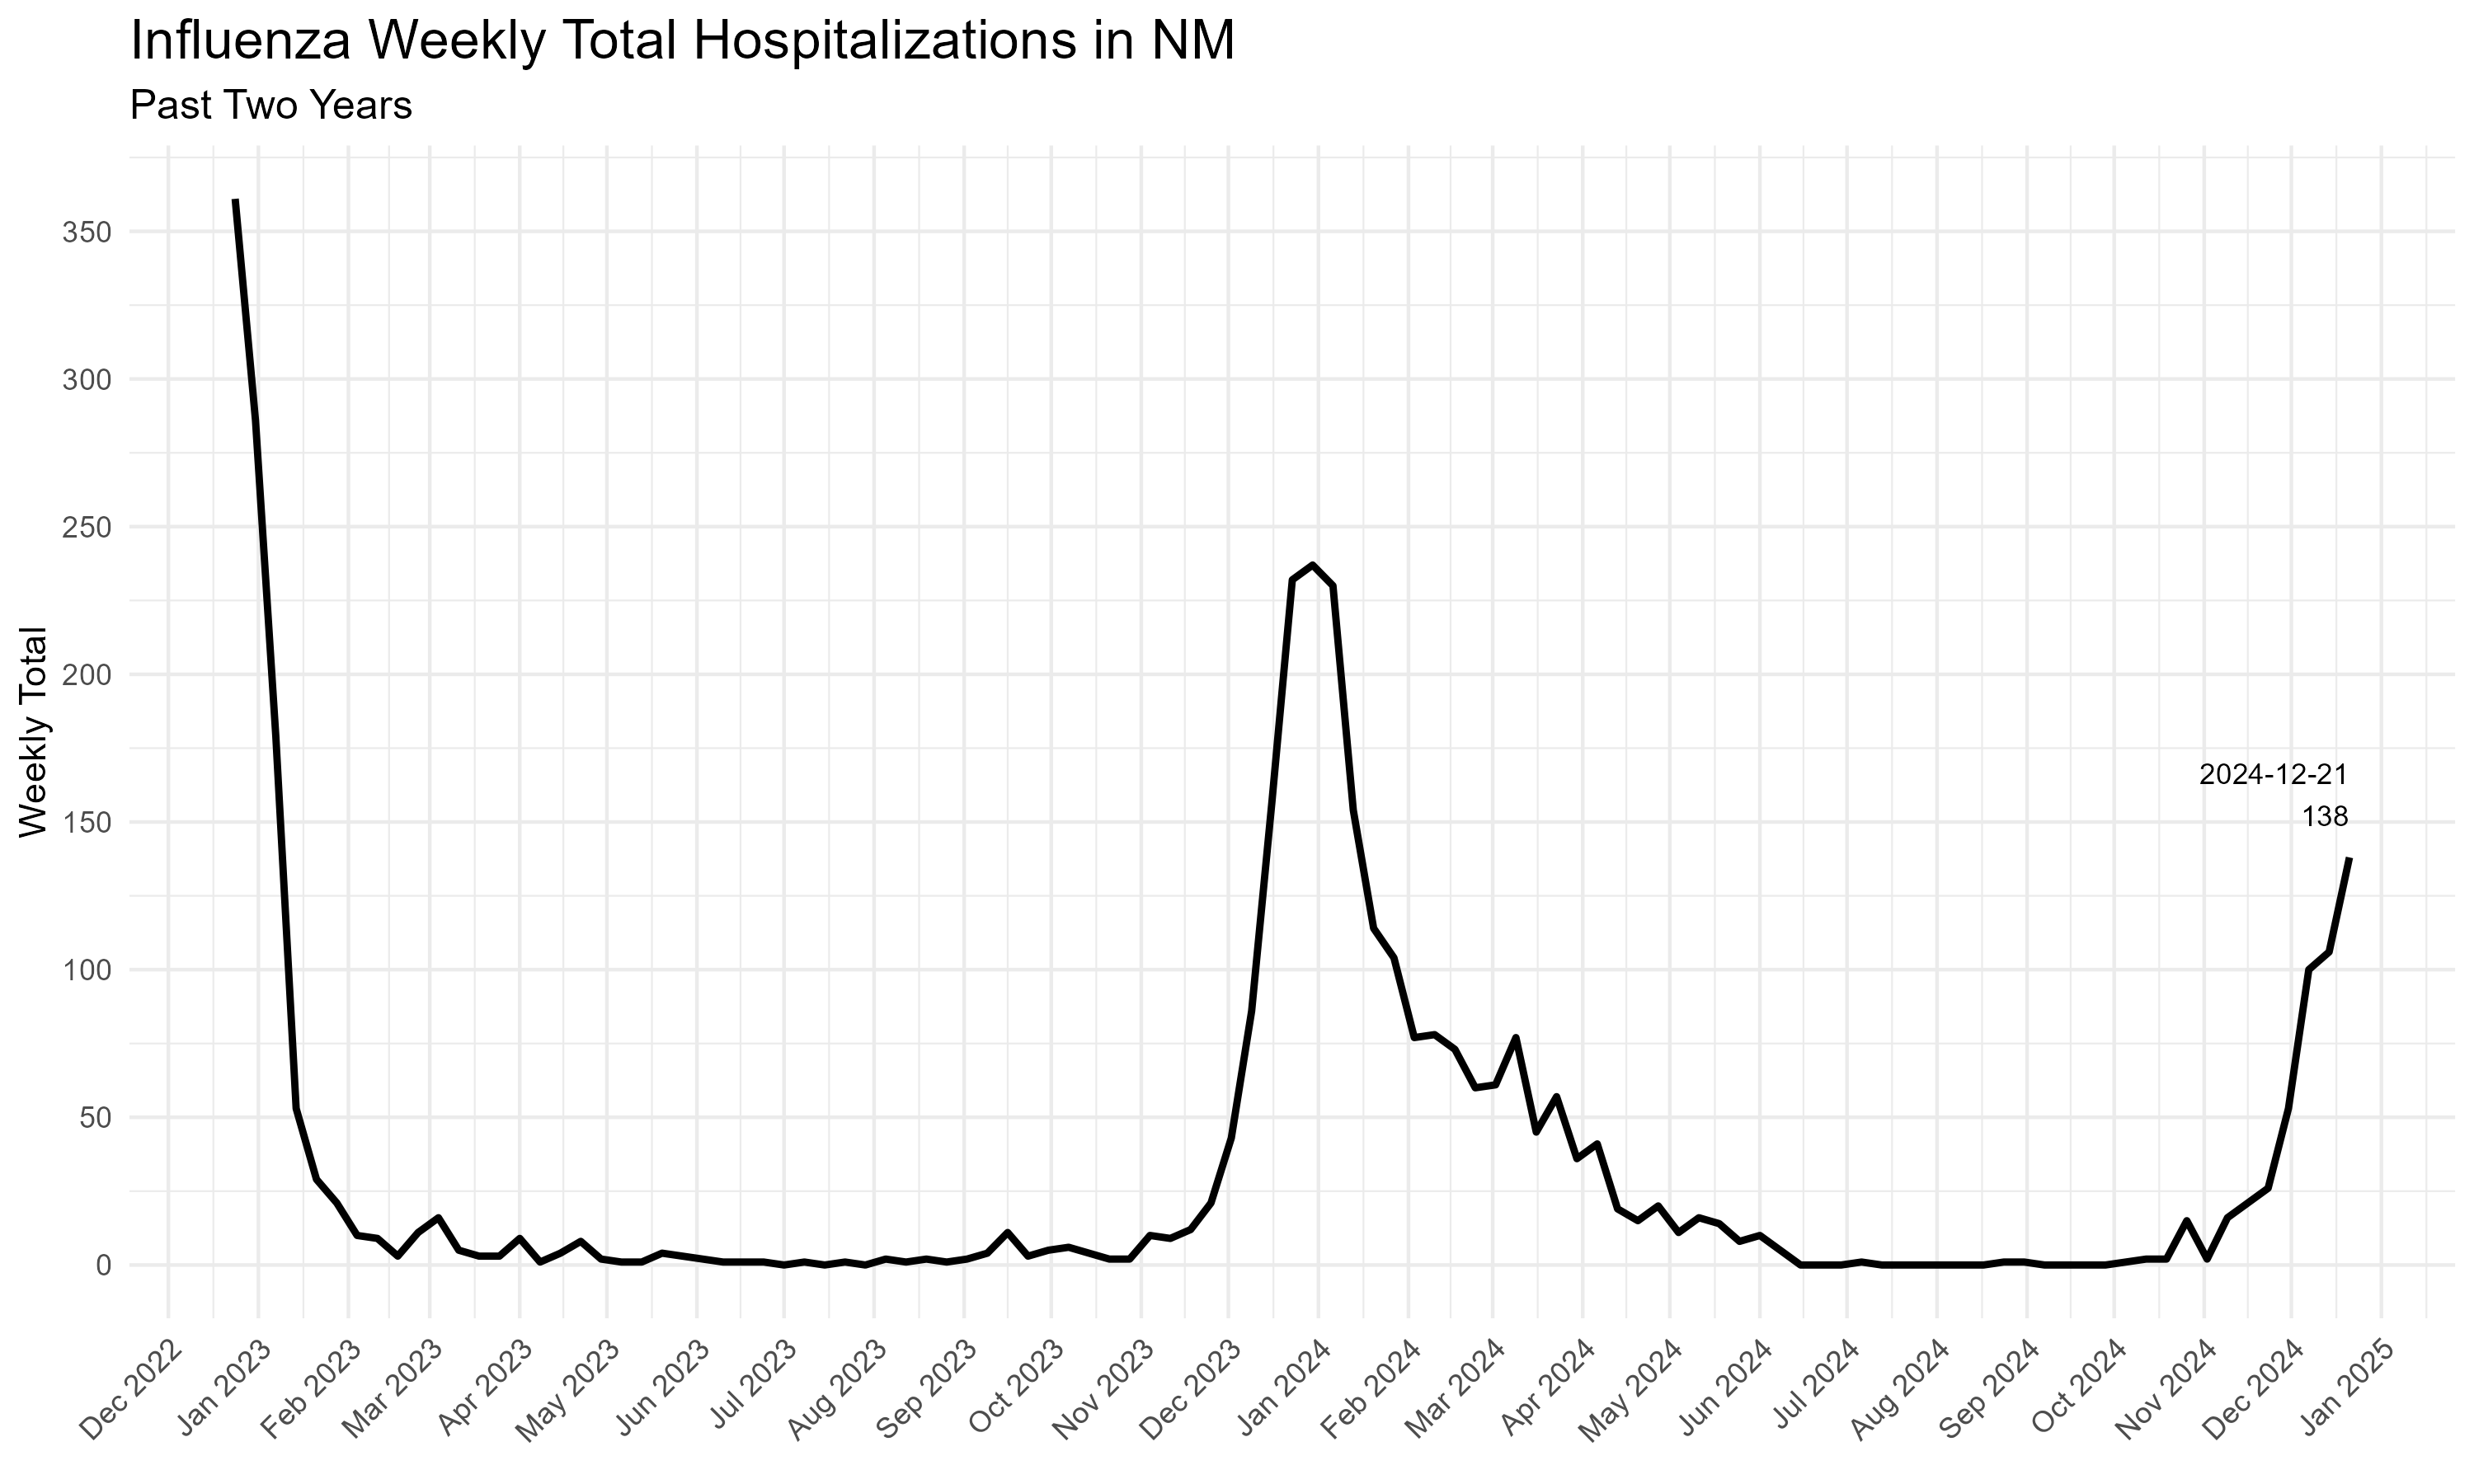 Influenza Weekly Total Hospitalizations in NM
Past Two Years
Weekly Total
350
300
250
200
150
100
50
0
2024-12-21
138
Dec 2022
Jan 2023
Feb 2023
Mar 2023
Apr 2023
May 2023
Jun 2023
Jul 2023
Aug 2023
Sep 2023
Oct 2023
Nov 2023
Dec 2023
Jan 2024
Feb 2024
Mar 2024
Apr 2024
May 2024
Jun 2024
Jul 2024
Aug 2024
Sep 2024
Oct 2024
Nov 2024
Dec 2024
Jan 2025